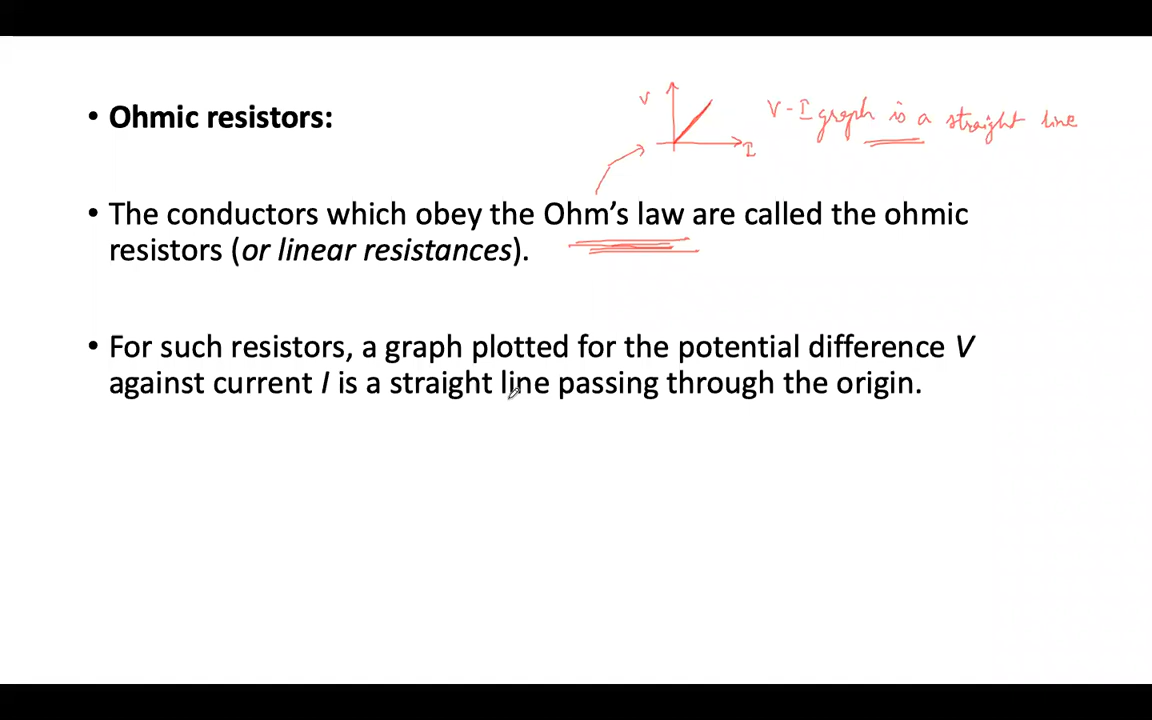 • Ohmic resistors:
V
I
V-I graph is a straight line
• The conductors which obey the Ohm's law are called the ohmic
resistors (or linear resistances).
• For such resistors, a graph plotted for the potential difference V
against current I is a straight line passing through the origin.